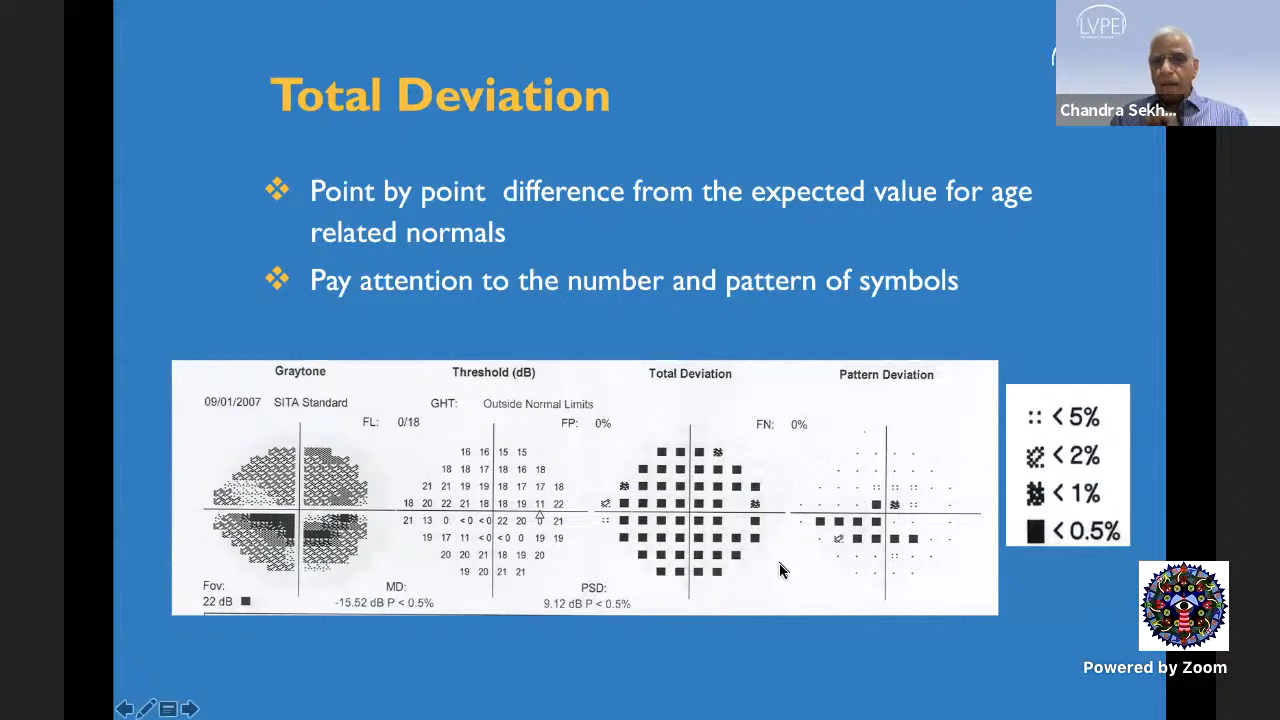 LVPEI
Chandra Sekh...
Total Deviation
Point by point difference from the expected value for age
related normals
Pay attention to the number and pattern of symbols
Graytone Threshold (dB) Total Deviation Pattern Deviation
09/01/2007 SITA Standard GHT: Outside Normal Limits
FL: 0/18 FP: 0% FN: 0%
16 16 15 15
18 18 17 18 16 18
21 21 19 19 18 17 17 18
18 20 22 21 18 18 19 11 22
21 13 0 <0 <0 22 20 0 21
19 17 11 <0 0 0 19 19
20 20 21 18 19 20
19 20 21 21
Fov: MD: PSD:
22 dB -15.52 dB P < 0.5% 9.12 dB P < 0.5%
< 5%
< 2%
< 1%
< 0.5%
Powered by Zoom